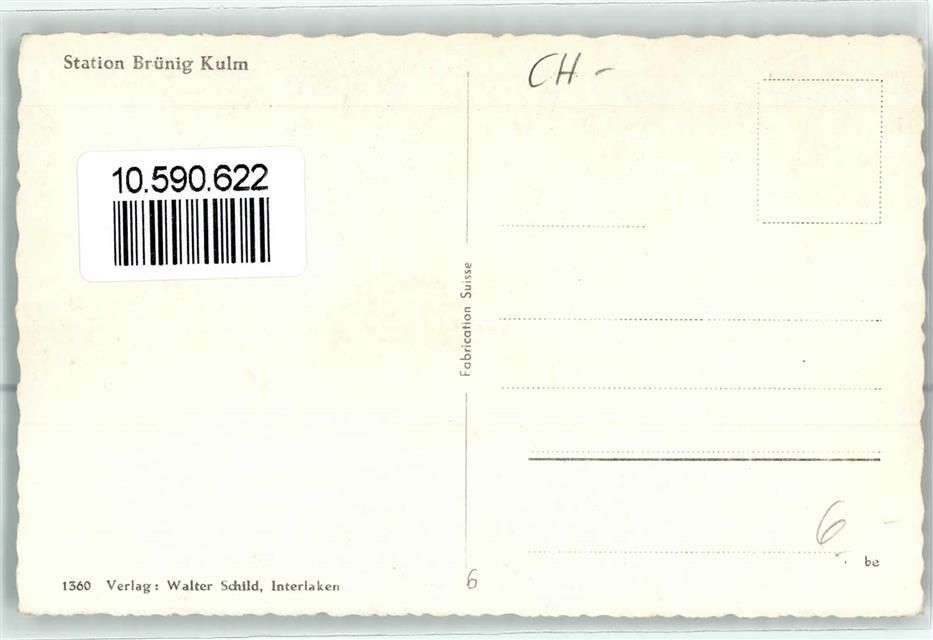 Station Brünig Kulm
CH -
10.590.622
Fabrication Suisse
6 -
be
1360 Verlag: Walter Schild, Interlaken
6